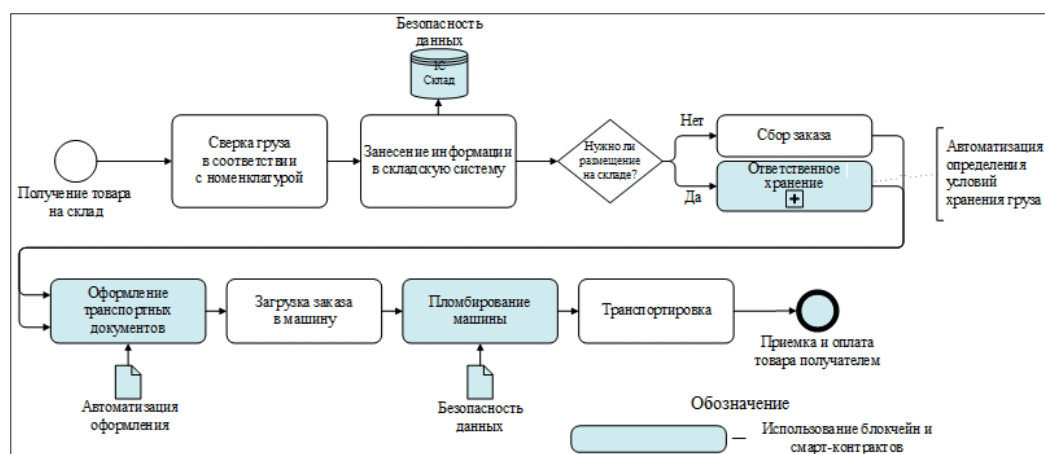 Безопасность
данных
1С
Склад
Сверка груза
в соответствии
с номенклатурой
Занесение информации
в складскую систему
Нужно ли
размещение
на складе?
Нет
Да
Сбор заказа
Ответственное
хранение
Автоматизация
определения
условий
хранения груза
Получение товара
на склад
Оформление
транспортных
документов
Загрузка заказа
в машину
Пломбирование
машины
Транспортировка
Приемка и оплата
товара получателем
Автоматизация
оформления
Безопасность
данных
Обозначение
Использование блокчейн и
смарт-контрактов